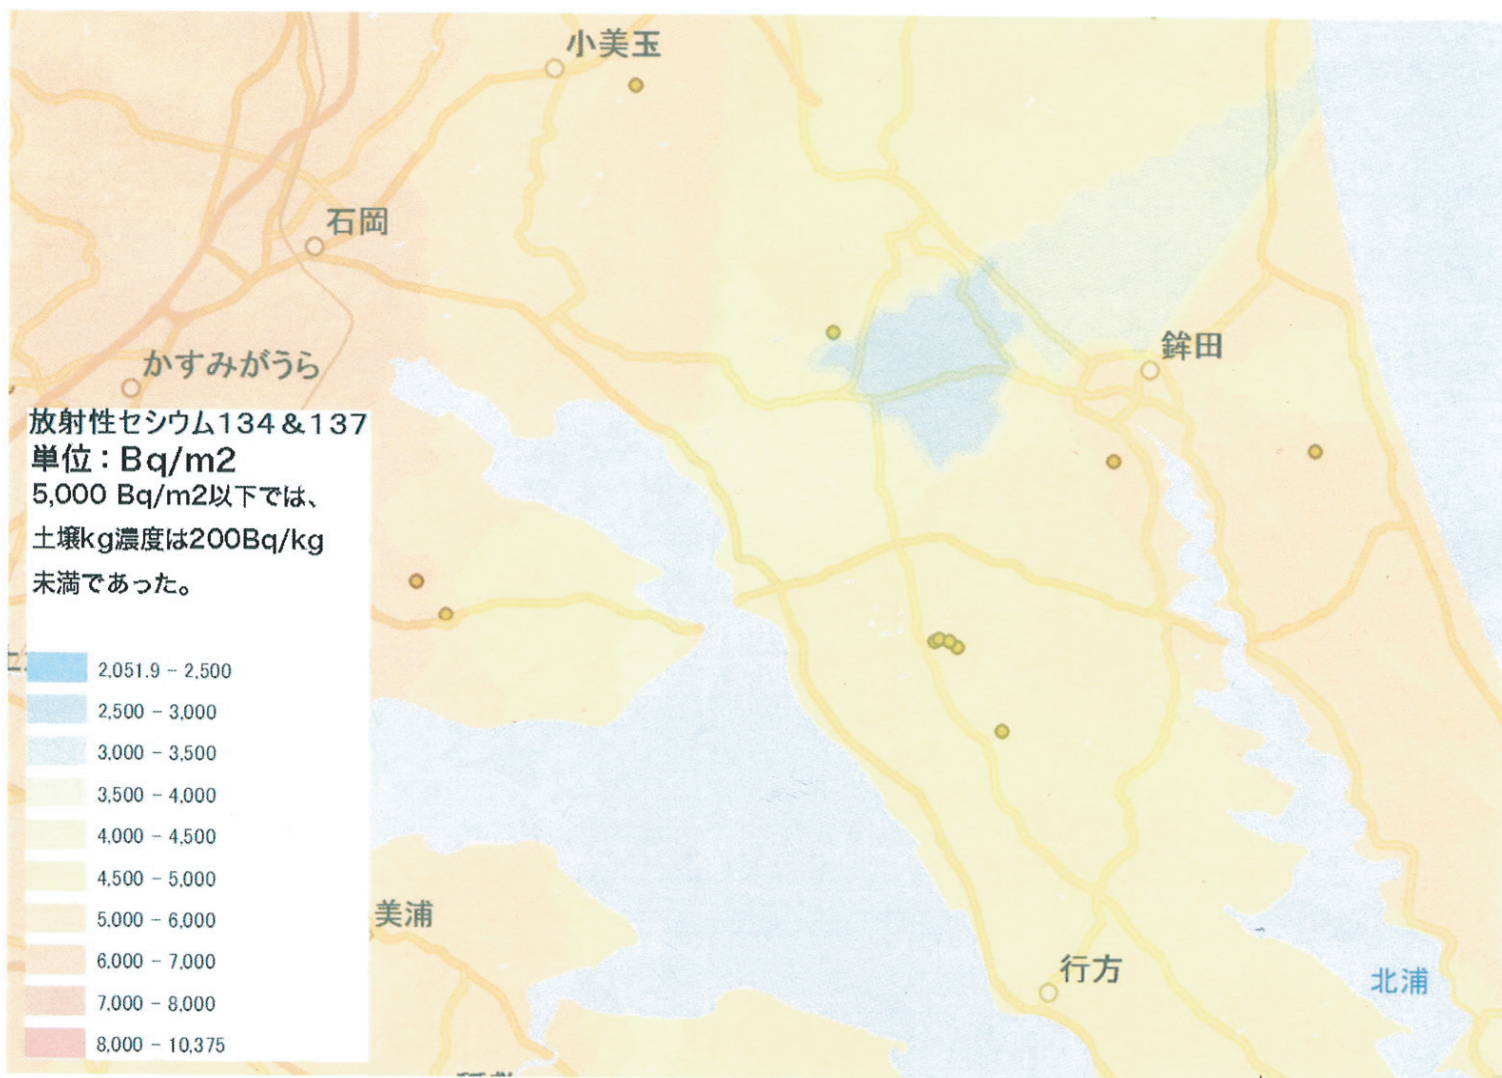 小美玉
石岡
鉾田
かすみがうら
放射性セシウム134&137
単位:Bq/m2
5,000 Bq/m2以下では、
土壌kg濃度は200Bq/kg
未満であった。
2,051.9 - 2,500
2,500 - 3,000
3,000 - 3,500
3,500 - 4,000
4,000 - 4,500
4,500 - 5,000
5,000 - 6,000
6,000 - 7,000
7,000 - 8,000
8,000 - 10,375
美浦
行方
北浦